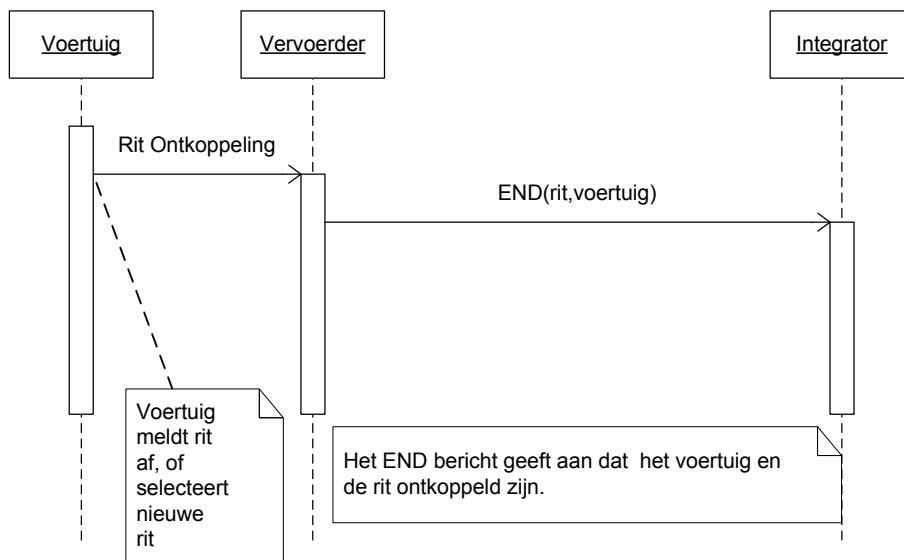 Voertuig
Vervoerder
Integrator
Rit Ontkoppeling
END(rit,voertuig)
Voertuig
meldt rit
af, of
selecteert
nieuwe
rit
Het END bericht geeft aan dat het voertuig en
de rit ontkoppeld zijn.